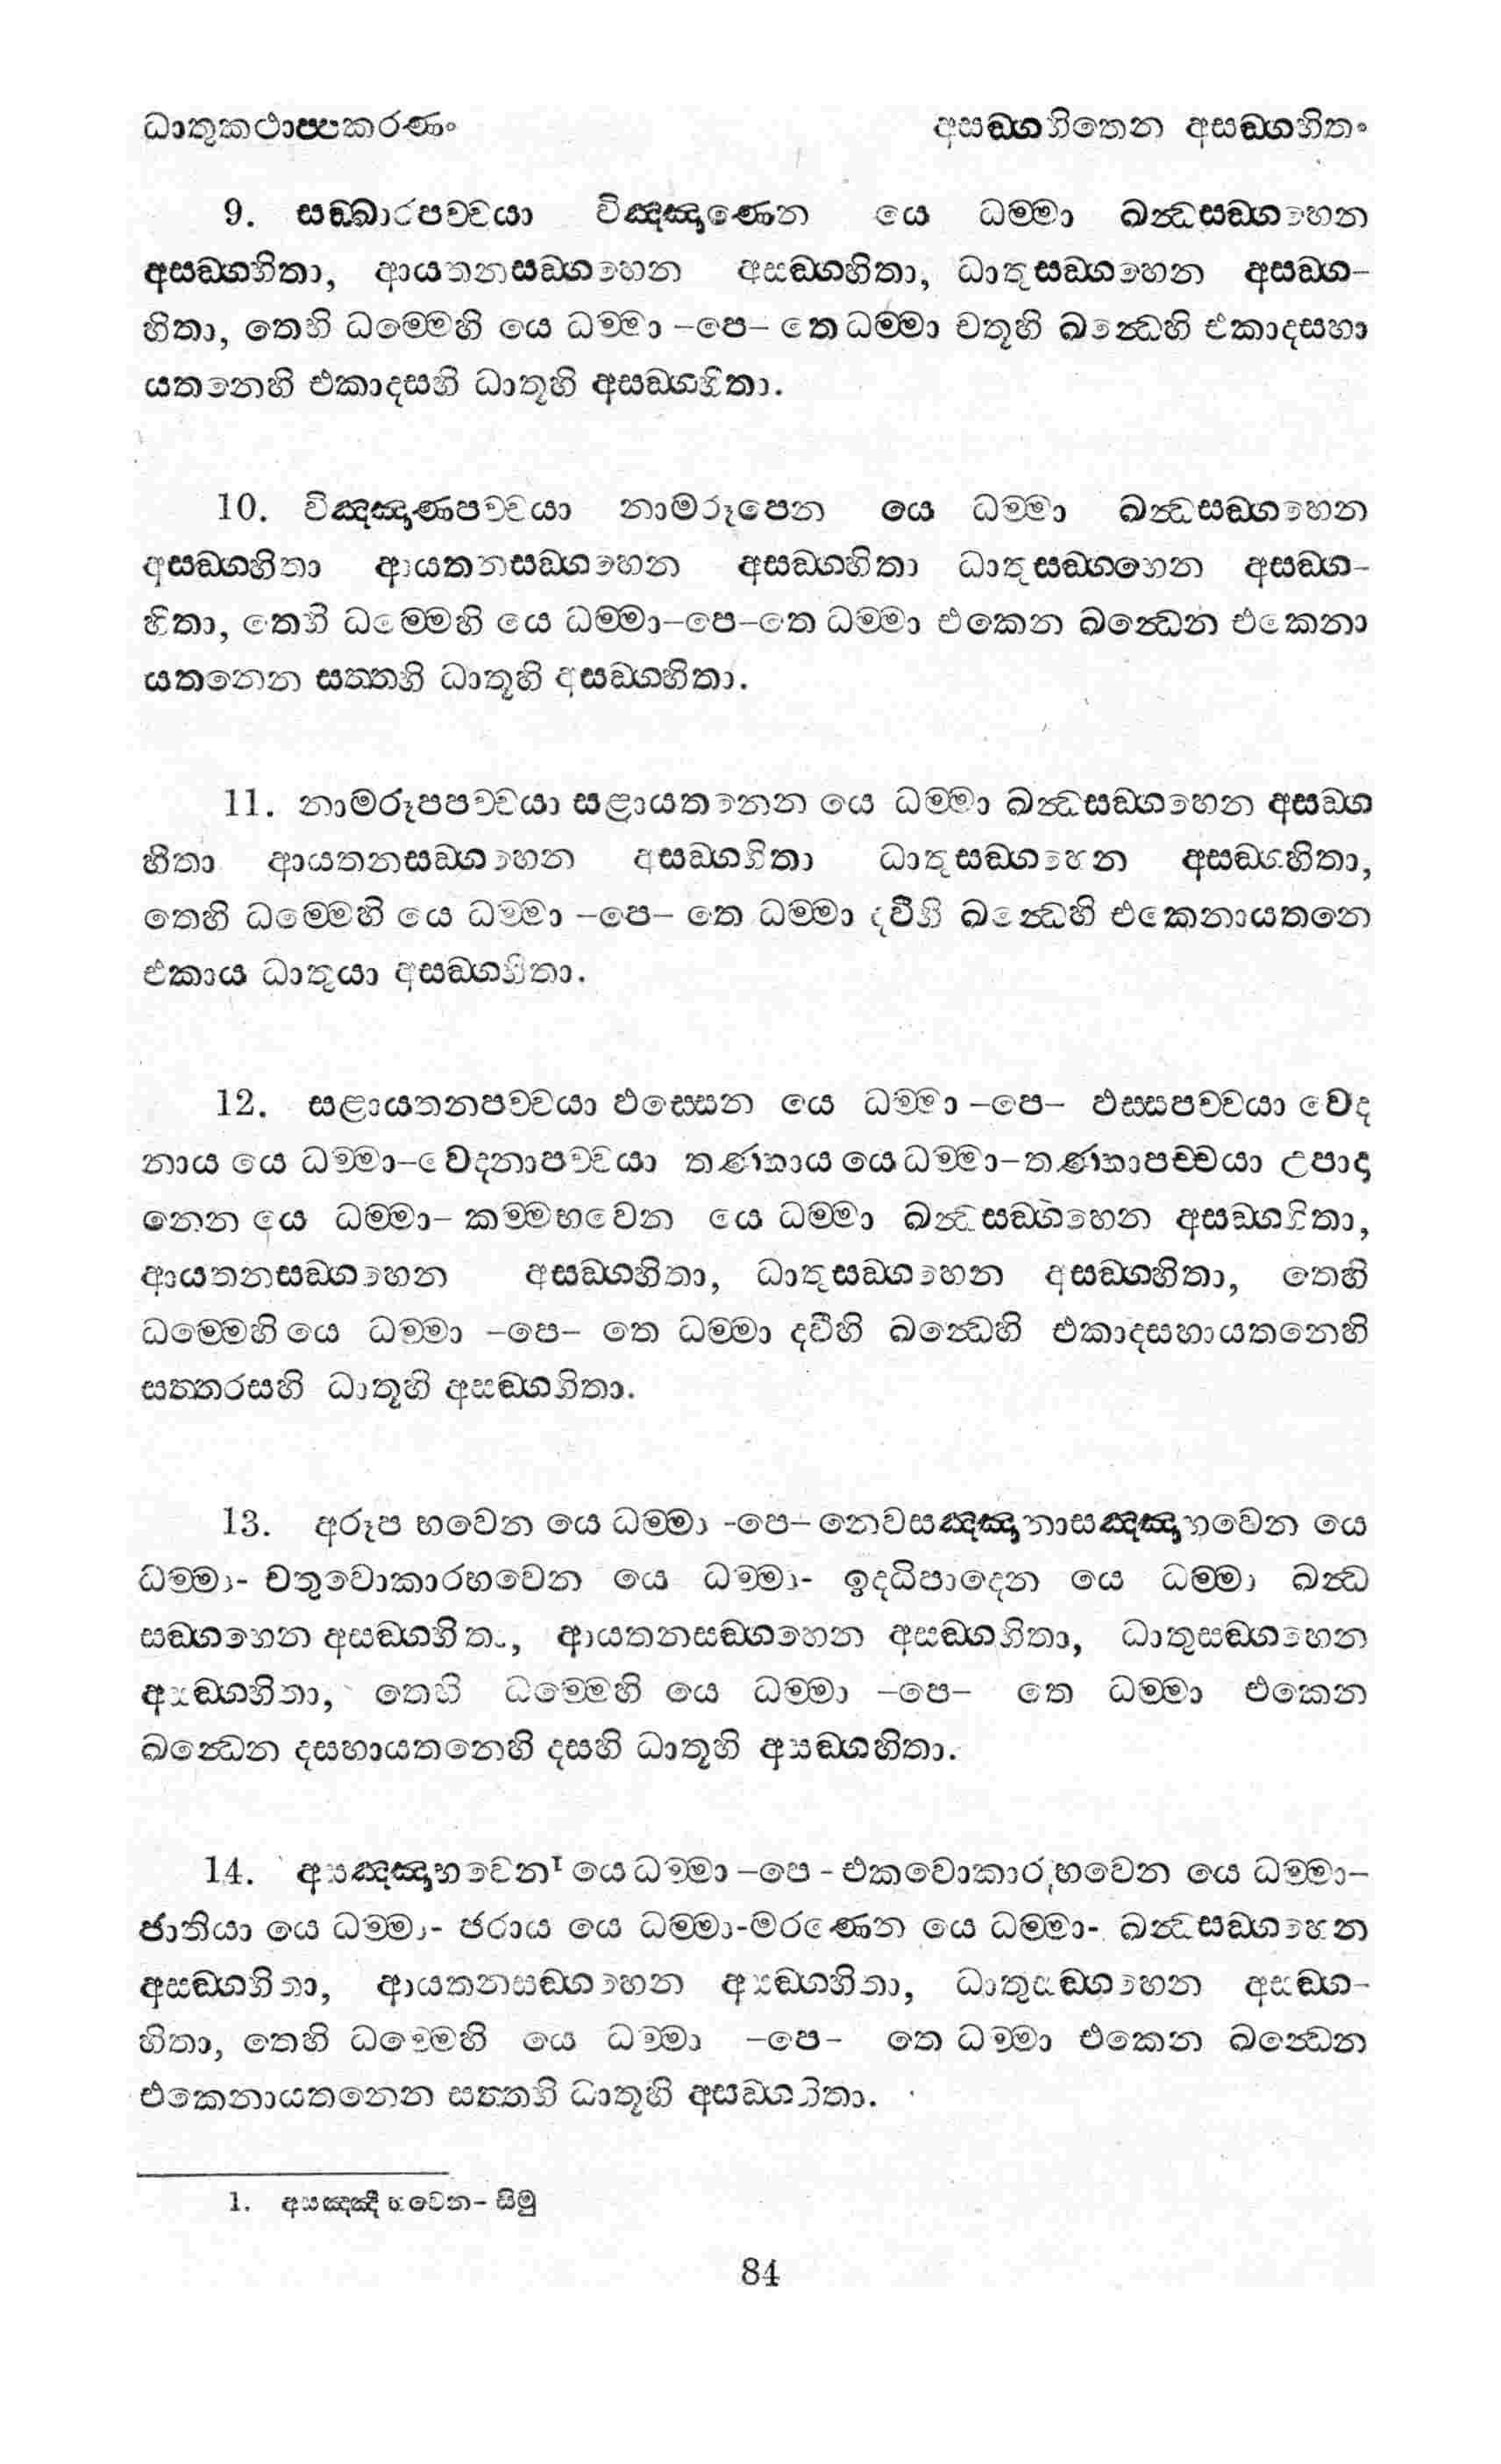 ධාතුකථාප්පකරණං අසඞ්ගහිතෙන අසඞ්ගහිතං
9. සඞ්ඛාරපච්චයා විඤ්ඤාණෙන යෙ ධම්මා ඛන්ධසඞ්ගහෙන
අසඞ්ගහිතා, ආයතනසඞ්ගහෙන අසඞ්ගහිතා, ධාතුසඞ්ගහෙන අසඞ්ග-
හිතා, තෙහි ධම්මෙහි යෙ ධම්මා –පෙ– තෙ ධම්මා චතූහි ඛන්ධෙහි එකාදසහා
යතනෙහි එකාදසහි ධාතූහි අසඞ්ගහිතා.
10. විඤ්ඤාණපච්චයා නාමරූපෙන යෙ ධම්මා ඛන්ධසඞ්ගහෙන
අසඞ්ගහිතා ආයතනසඞ්ගහෙන අසඞ්ගහිතා ධාතුසඞ්ගහෙන අසඞ්ග-
හිතා, තෙහි ධම්මෙහි යෙ ධම්මා–පෙ–තෙ ධම්මා එකෙන ඛන්ධෙන එකෙනා
යතනෙන සත්තහි ධාතූහි අසඞ්ගහිතා.
11. නාමරූපපච්චයා සළායතනෙන යෙ ධම්මා ඛන්ධසඞ්ගහෙන අසඞ්ග
හිතා ආයතනසඞ්ගහෙන අසඞ්ගහිතා ධාතුසඞ්ගහෙන අසඞ්ගහිතා,
තෙහි ධම්මෙහි යෙ ධම්මා –පෙ– තෙ ධම්මා ද්වීහි ඛන්ධෙහි එකෙනායතනෙ
එකාය ධාතුයා අසඞ්ගහිතා.
12. සළායතනපච්චයා ඵස්සෙන යෙ ධම්මා –පෙ– ඵස්සපච්චයා වෙද
නාය යෙ ධම්මා–වෙදනාපච්චයා තණ්හාය යෙ ධම්මා–තණ්හාපච්චයා උපාදා
නෙන යෙ ධම්මා– කම්මභවෙන යෙ ධම්මා ඛන්ධසඞ්ගහෙන අසඞ්ගහිතා,
ආයතනසඞ්ගහෙන අසඞ්ගහිතා, ධාතුසඞ්ගහෙන අසඞ්ගහිතා, තෙහි
ධම්මෙහි යෙ ධම්මා –පෙ– තෙ ධම්මා ද්වීහි ඛන්ධෙහි එකාදසහායතනෙහි
සත්තරසහි ධාතූහි අසඞ්ගහිතා.
13. අරූප භවෙන යෙ ධම්මා -පෙ– නෙවසඤ්ඤානාසඤ්ඤාභවෙන යෙ
ධම්මා- චතුවොකාරභවෙන යෙ ධම්මා- ඉද්ධිපාදෙන යෙ ධම්මා ඛන්ධ
සඞ්ගහෙන අසඞ්ගහිතා, ආයතනසඞ්ගහෙන අසඞ්ගහිතා, ධාතුසඞ්ගහෙන
අසඞ්ගහිතා, තෙහි ධම්මෙහි යෙ ධම්මා –පෙ– තෙ ධම්මා එකෙන
ඛන්ධෙන දසහායතනෙහි දසහි ධාතූහි අසඞ්ගහිතා.
14. අසඤ්ඤාභවෙන¹ යෙ ධම්මා –පෙ - එකවොකාරභවෙන යෙ ධම්මා–
ජාතියා යෙ ධම්මා- ජරාය යෙ ධම්මා-මරණෙන යෙ ධම්මා- ඛන්ධසඞ්ගහෙන
අසඞ්ගහිතා, ආයතනසඞ්ගහෙන අසඞ්ගහිතා, ධාතුසඞ්ගහෙන අසඞ්ග-
හිතා, තෙහි ධම්මෙහි යෙ ධම්මා –පෙ– තෙ ධම්මා එකෙන ඛන්ධෙන
එකෙනායතනෙන සත්තහි ධාතූහි අසඞ්ගහිතා.
1. අසඤ්ඤීභවෙන– සීමු
84